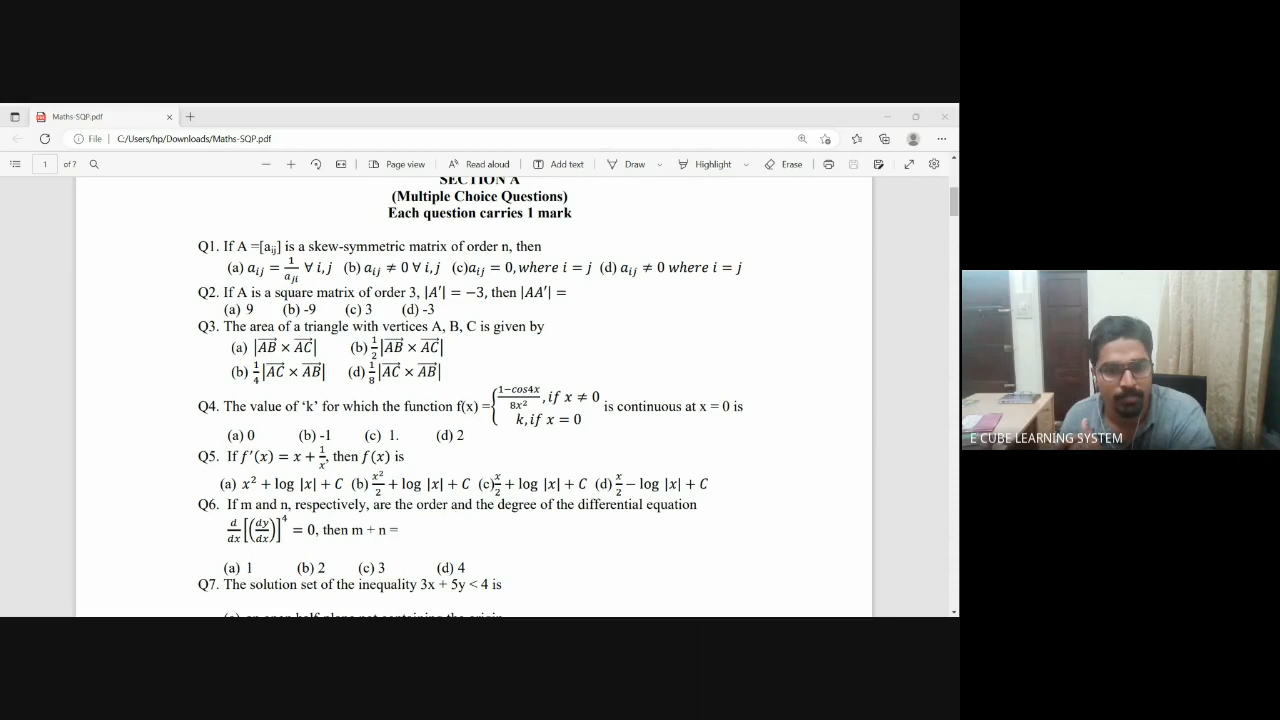 Maths-SQP.pdf
File | C:/Users/hp/Downloads/Maths-SQP.pdf
1 of 7 Page view Read aloud Add text Draw Highlight Erase
SECTION A
(Multiple Choice Questions)
Each question carries 1 mark
Q1. If A =[aᵢⱼ] is a skew-symmetric matrix of order n, then
(a) aᵢⱼ = 1/aⱼᵢ ∀ i, j (b) aᵢⱼ ≠ 0 ∀ i, j (c)aᵢⱼ = 0, where i = j (d) aᵢⱼ ≠ 0 where i = j
Q2. If A is a square matrix of order 3, |A′| = −3, then |AA′| =
(a) 9 (b) -9 (c) 3 (d) -3
Q3. The area of a triangle with vertices A, B, C is given by
(a) |AB⃗ × AC⃗| (b) 1/2 |AB⃗ × AC⃗|
(b) 1/4 |AC⃗ × AB⃗| (d) 1/8 |AC⃗ × AB⃗|
Q4. The value of ‘k’ for which the function f(x) = { (1−cos4x)/8x², if x ≠ 0 k, if x = 0 is continuous at x = 0 is
(a) 0 (b) -1 (c) 1. (d) 2
Q5. If f′(x) = x + 1/x, then f(x) is
(a) x² + log |x| + C (b) x²/2 + log |x| + C (c) x/2 + log |x| + C (d) x/2 − log |x| + C
Q6. If m and n, respectively, are the order and the degree of the differential equation
d/dx [(dy/dx)]⁴ = 0, then m + n =
(a) 1 (b) 2 (c) 3 (d) 4
Q7. The solution set of the inequality 3x + 5y < 4 is
(a) an open half-plane not containing the origin
E CUBE LEARNING SYSTEM